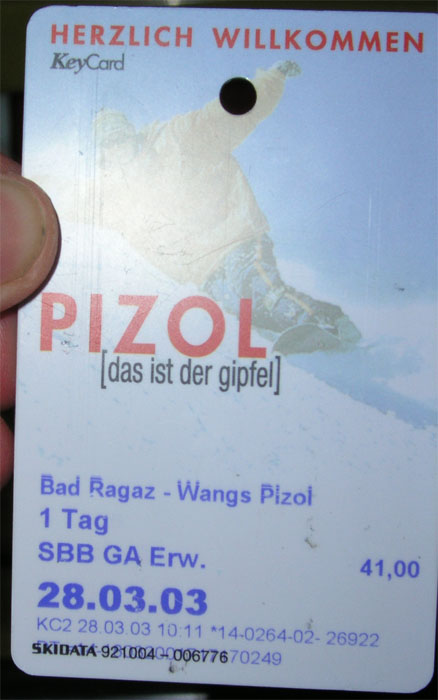 HERZLICH WILLKOMMEN
KeyCard
PIZOL
[das ist der gipfel]
Bad Ragaz - Wangs Pizol
1 Tag
SBB GA Erw. 41,00
28.03.03
KC2 28.03.03 10:11 *14-0264-02- 26922
SKIDATA 921004 – 006776